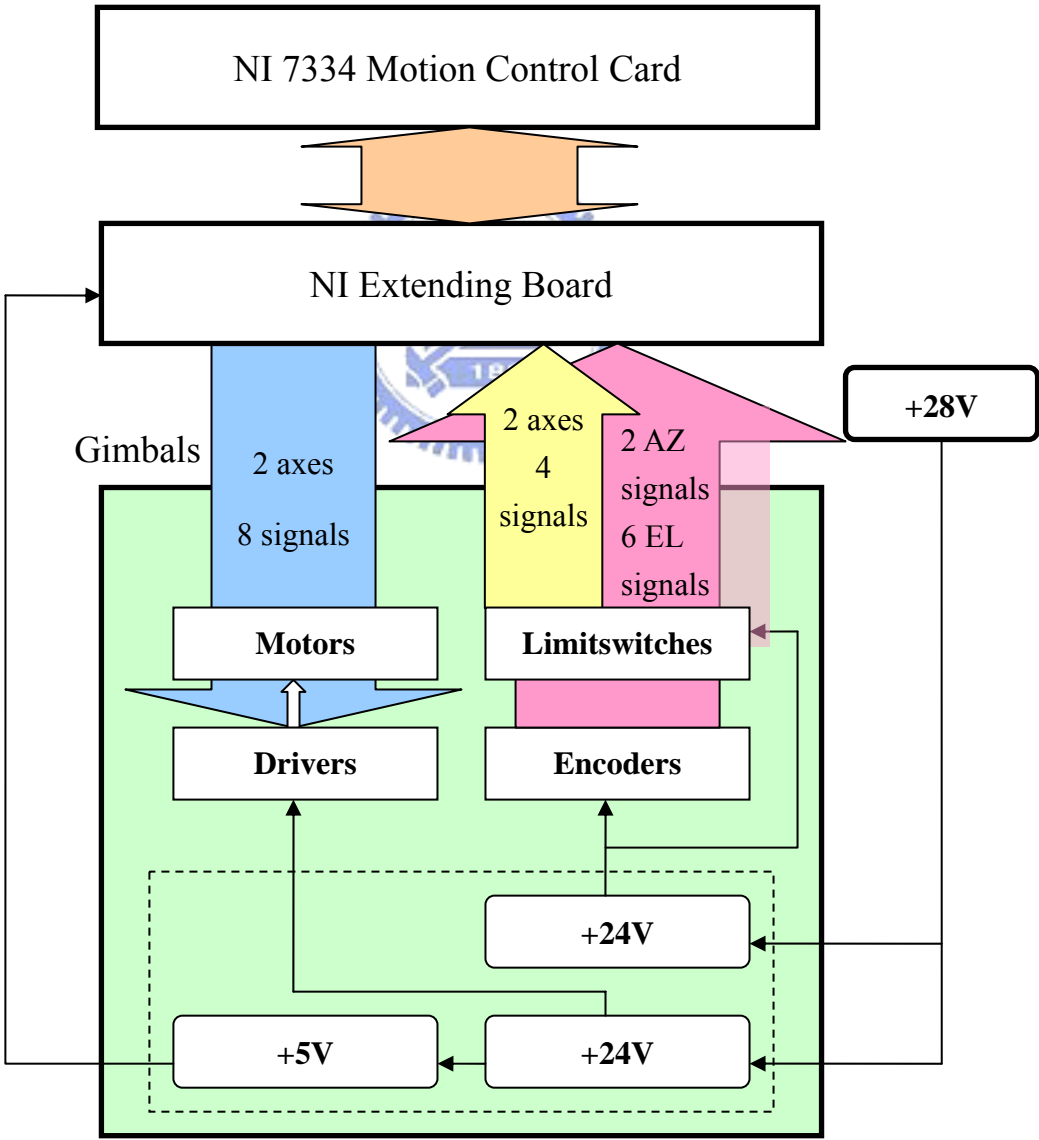 NI 7334 Motion Control Card
NI Extending Board
+28V
Gimbals
2 axes
8 signals
2 axes
4
signals
2 AZ
signals
6 EL
signals
Motors
Limitswitches
Drivers
Encoders
+24V
+5V
+24V